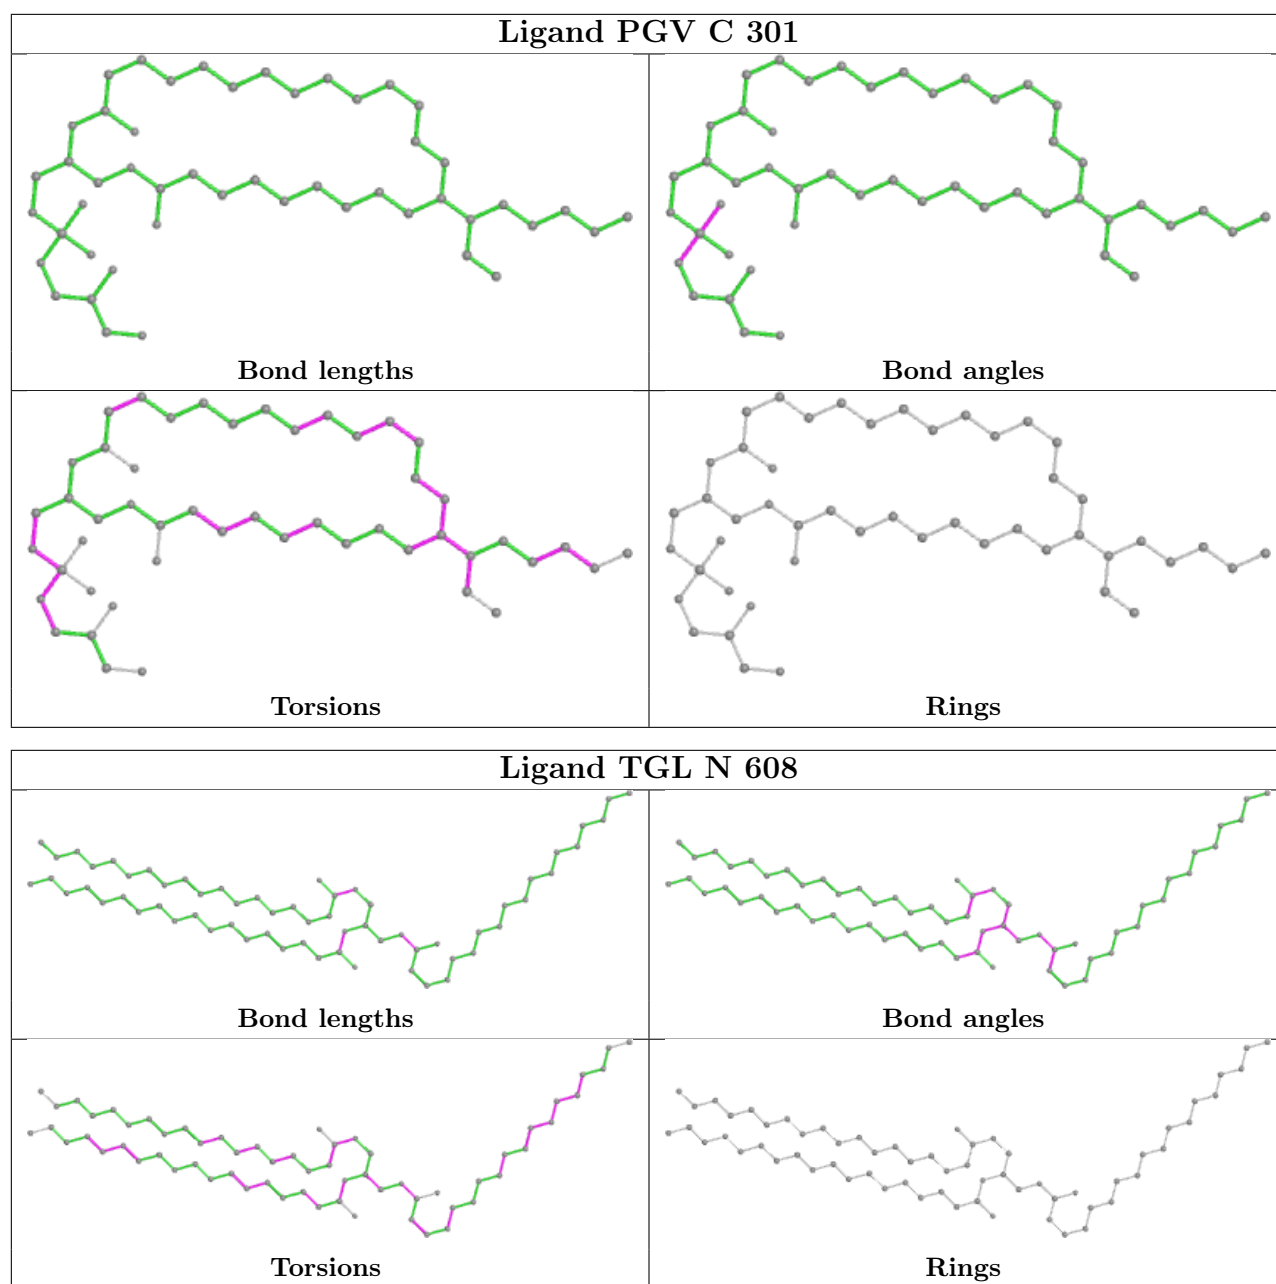 Ligand PGV C 301
Bond lengths
Bond angles
Torsions
Rings
Ligand TGL N 608
Bond lengths
Bond angles
Torsions
Rings